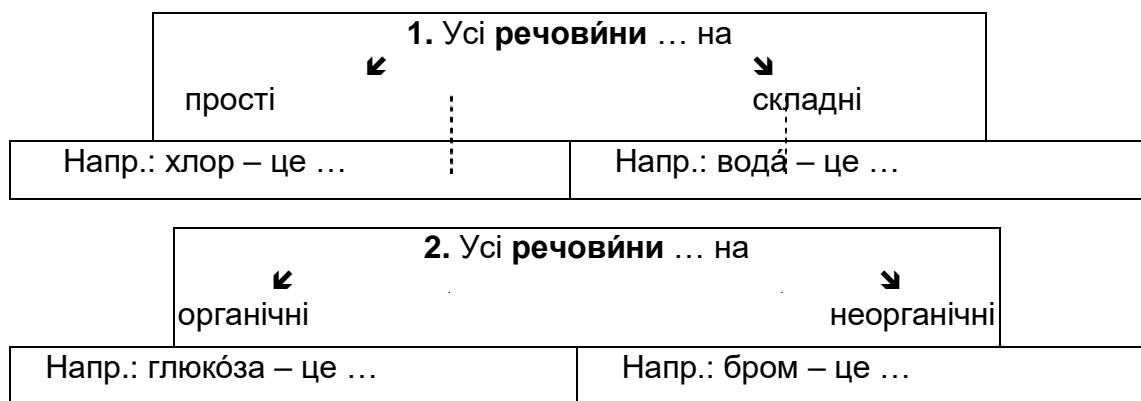 1. Усі речови́ни … на
прості складні
Напр.: хлор – це … Напр.: вода́ – це …
2. Усі речови́ни … на
органічні неорганічні
Напр.: глюко́за – це … Напр.: бром – це …